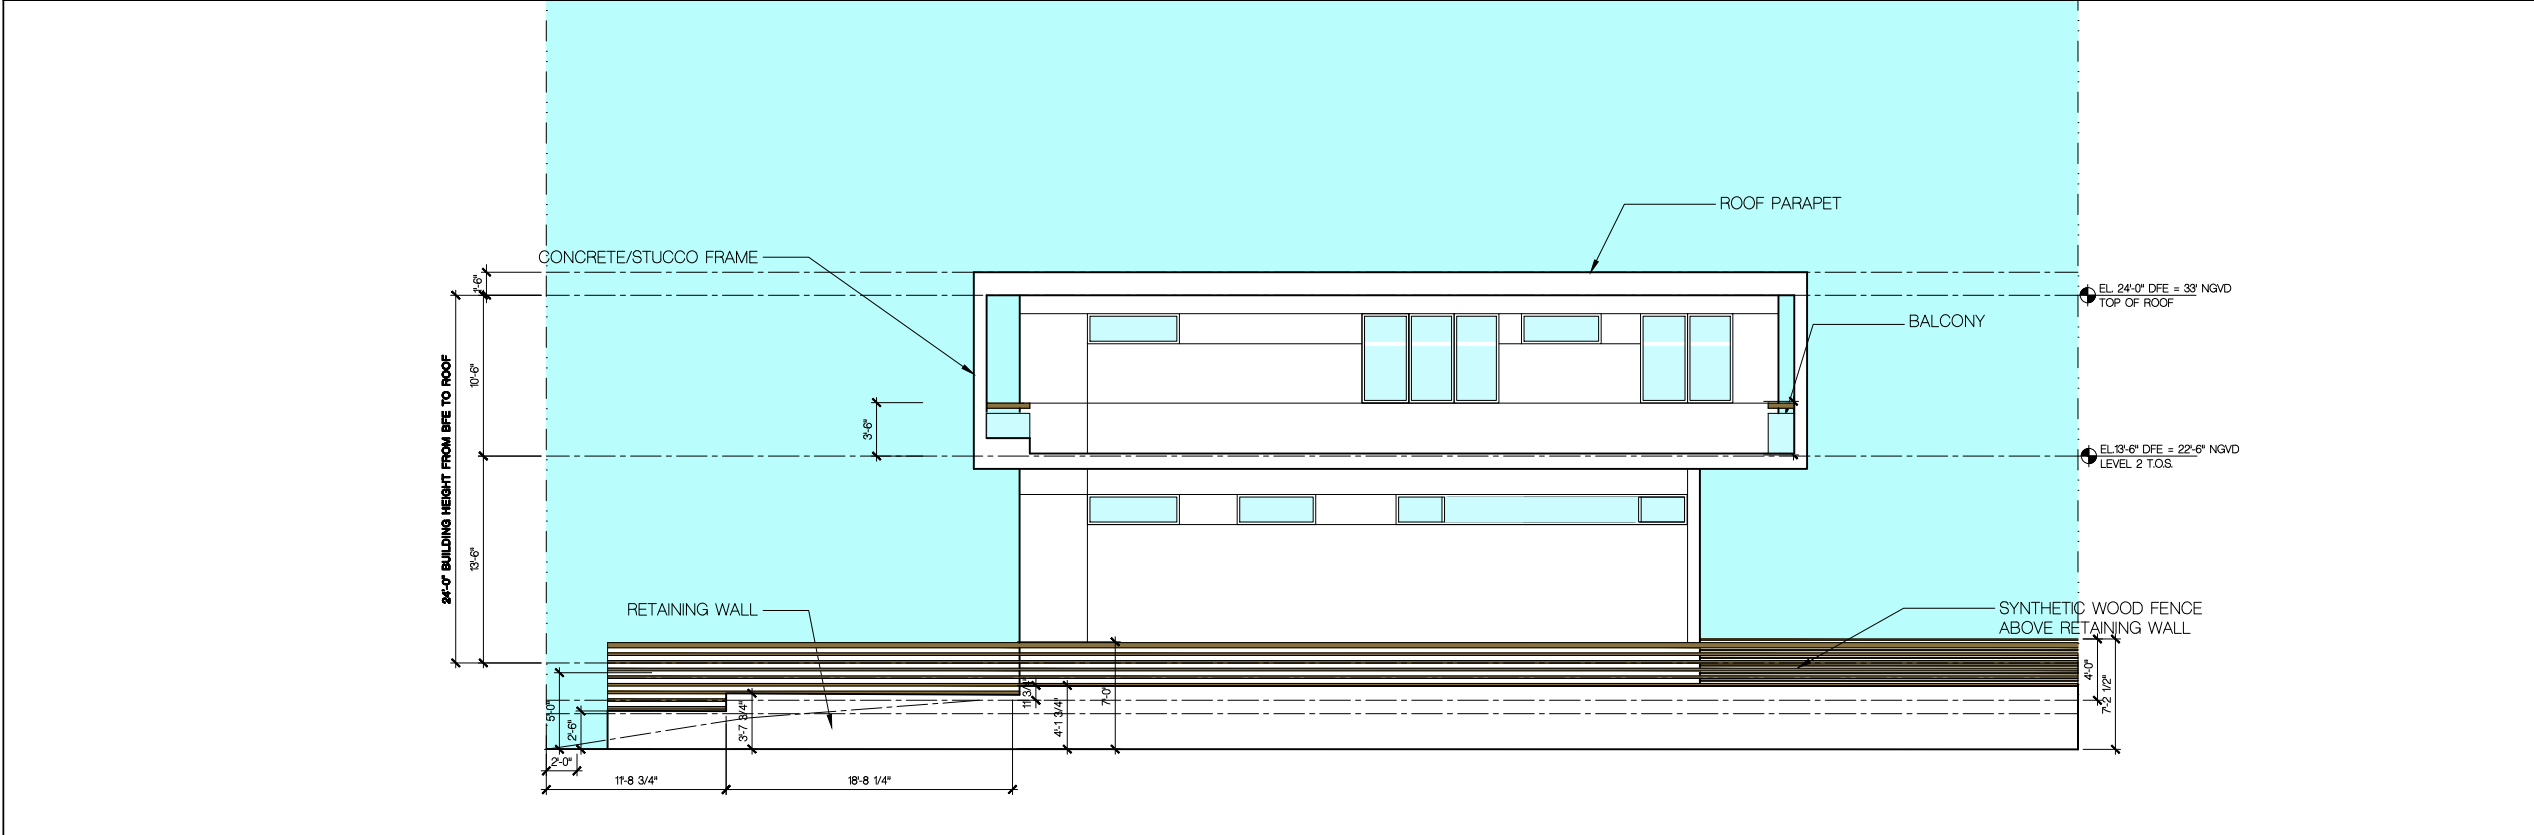 ROOF PARAPET
CONCRETE/STUCCO FRAME
1'-6"
EL. 24'-0" DFE = 33' NGVD
TOP OF ROOF
BALCONY
24'-0" BUILDING HEIGHT FROM BFE TO ROOF
10'-6"
3'-6"
EL.13'-6" DFE = 22'-6" NGVD
LEVEL 2 T.O.S.
13'-6"
RETAINING WALL
SYNTHETIC WOOD FENCE
ABOVE RETAINING WALL
5'-0"
2'-6"
3'-7 3/4"
11 3/4"
4'-1 3/4"
7'-0"
4'-0"
7'-2 1/2"
2'-0"
11'-8 3/4"
18'-8 1/4"